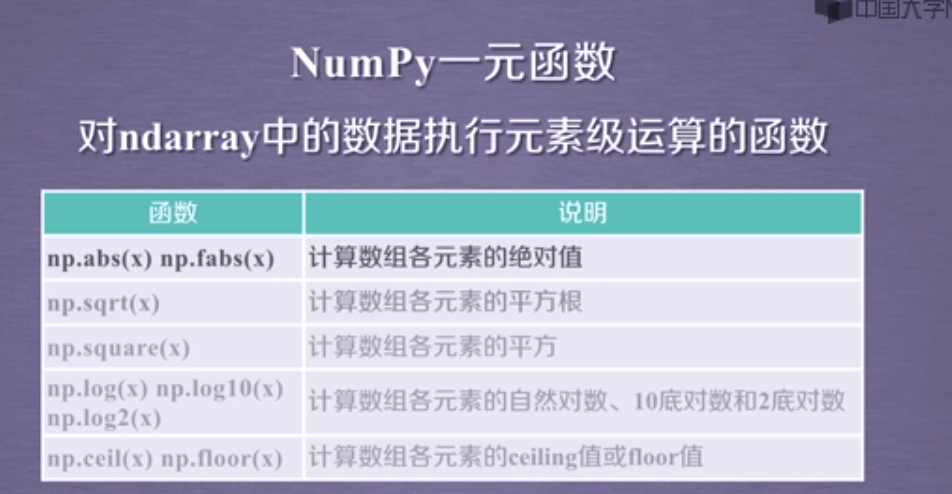 中国大学
NumPy一元函数
对ndarray中的数据执行元素级运算的函数
函数 说明
np.abs(x) np.fabs(x) 计算数组各元素的绝对值
np.sqrt(x) 计算数组各元素的平方根
np.square(x) 计算数组各元素的平方
np.log(x) np.log10(x)
np.log2(x) 计算数组各元素的自然对数、10底对数和2底对数
np.ceil(x) np.floor(x) 计算数组各元素的ceiling值或floor值